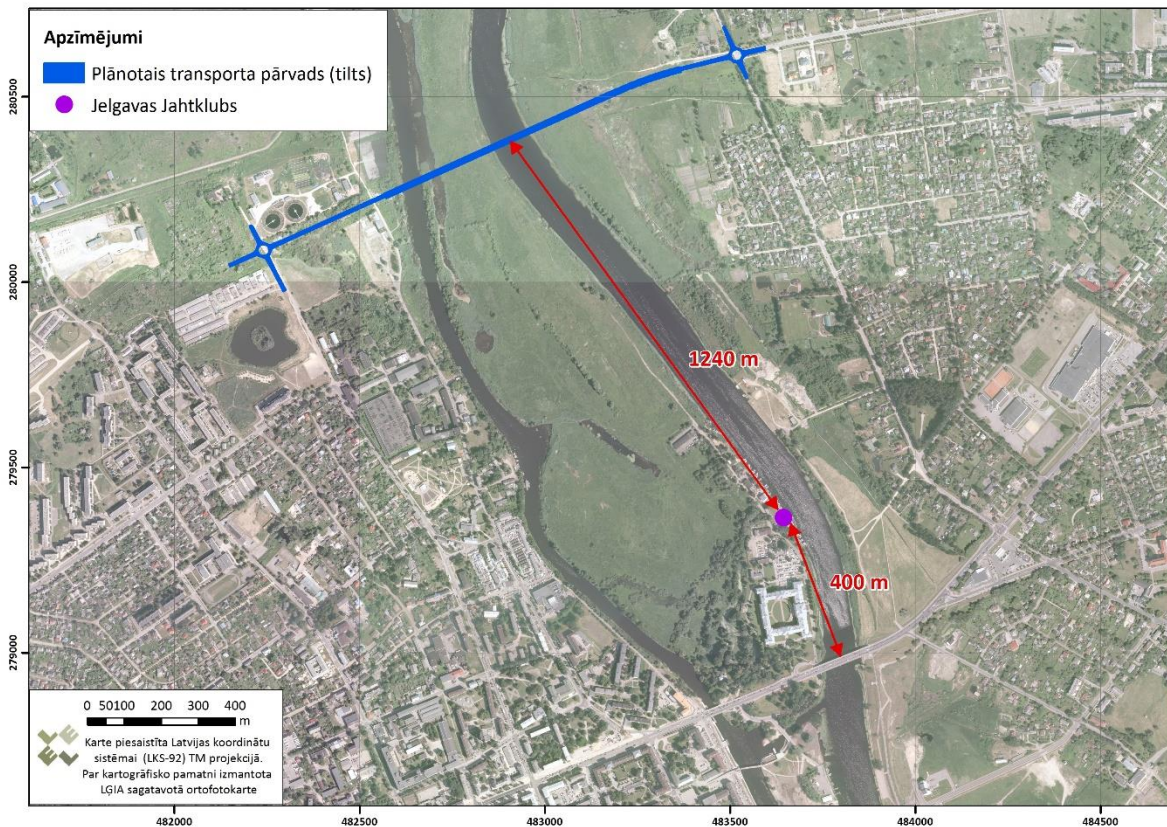 Apzīmējumi
Plānotais transporta pārvads (tilts)
Jelgavas Jahtklubs
280500
280000
279500
279000
1240 m
400 m
0 50100 200 300 400
m
Karte piesaistīta Latvijas koordinātu
sistēmai (LKS-92) TM projekcijā.
Par kartogrāfisko pamatni izmantota
LĢIA sagatavotā ortofotokarte
482000 482500 483000 483500 484000 484500